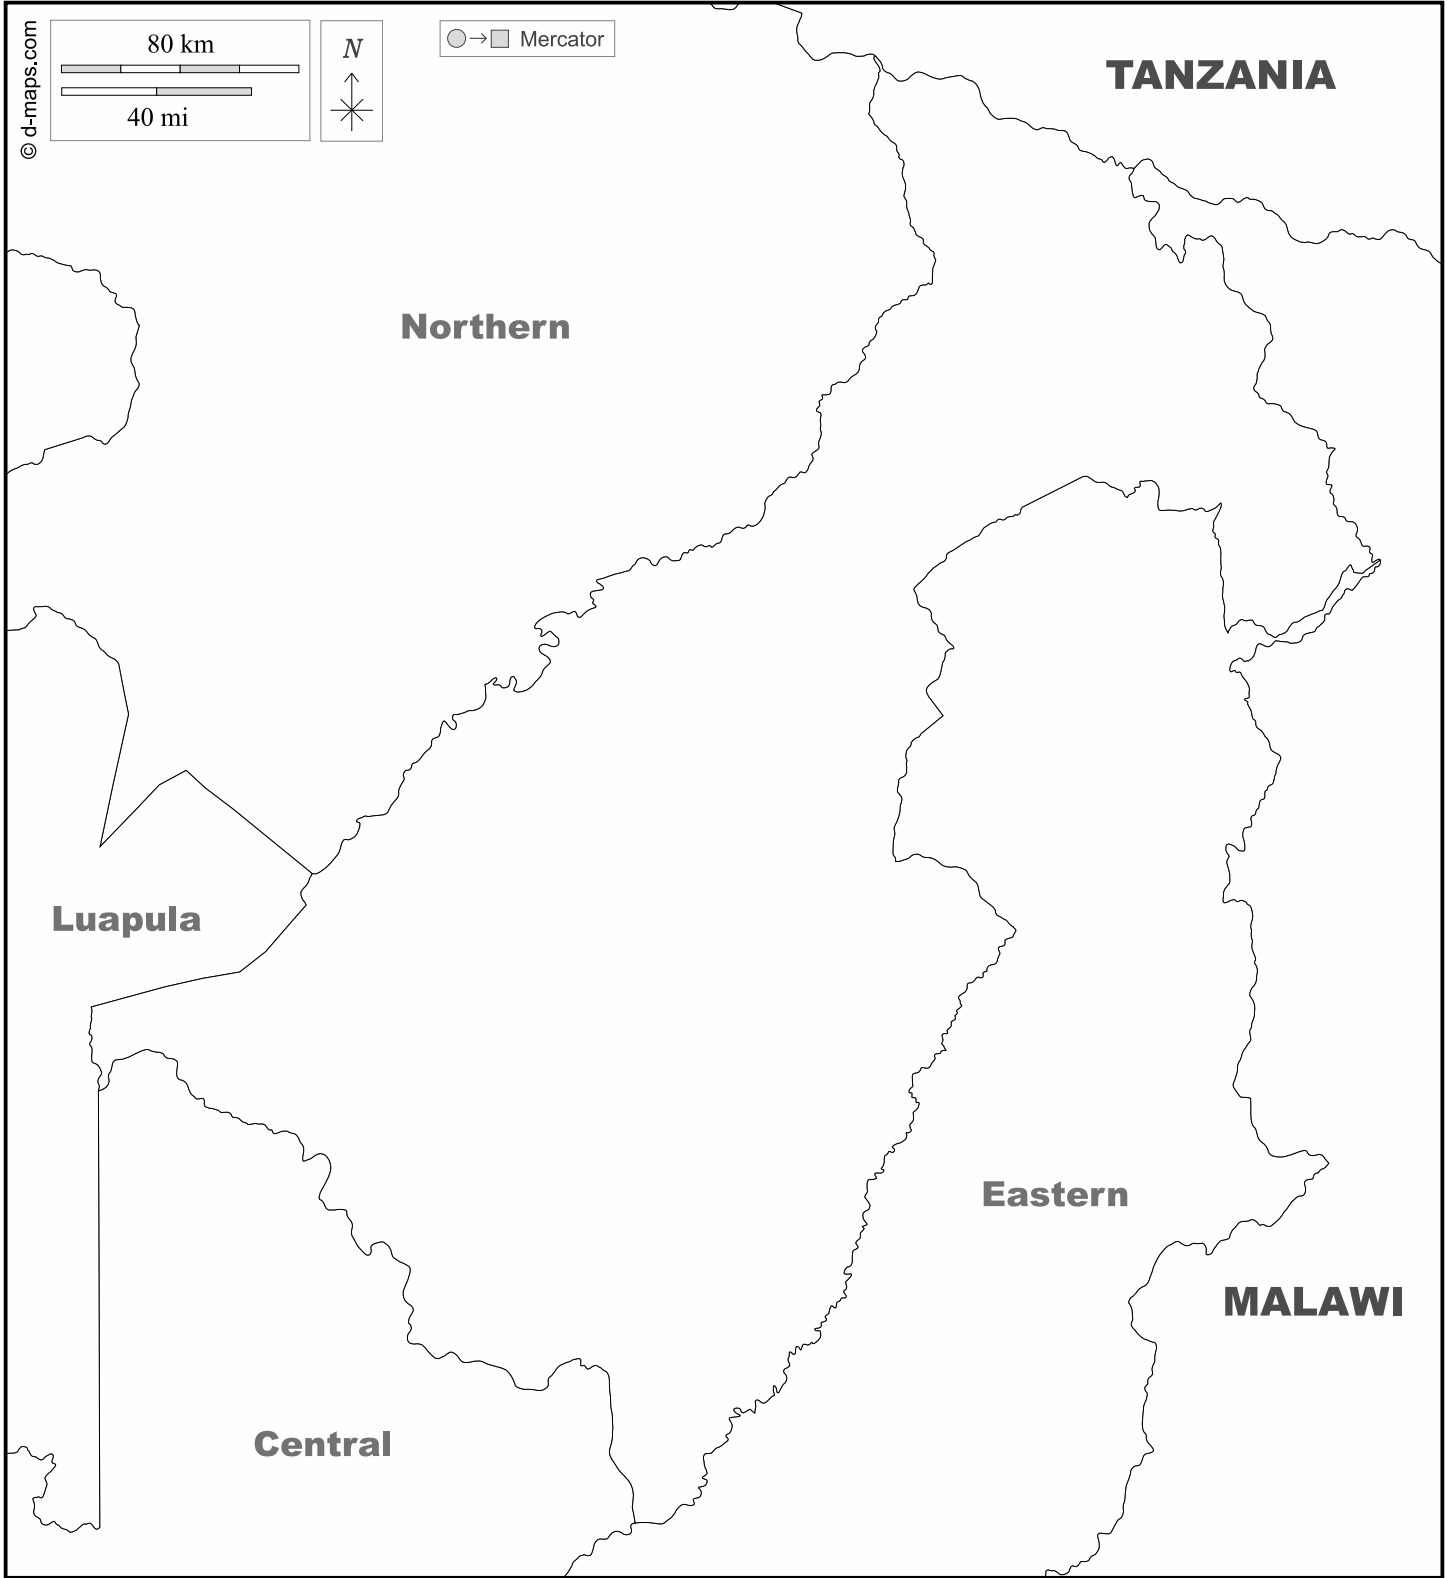 © d-maps.com
80 km
40 mi
N
Mercator
TANZANIA
Northern
Luapula
Eastern
MALAWI
Central